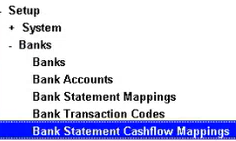 - Setup
+ System
- Banks
Banks
Bank Accounts
Bank Statement Mappings
Bank Transaction Codes
Bank Statement Cashflow Mappings